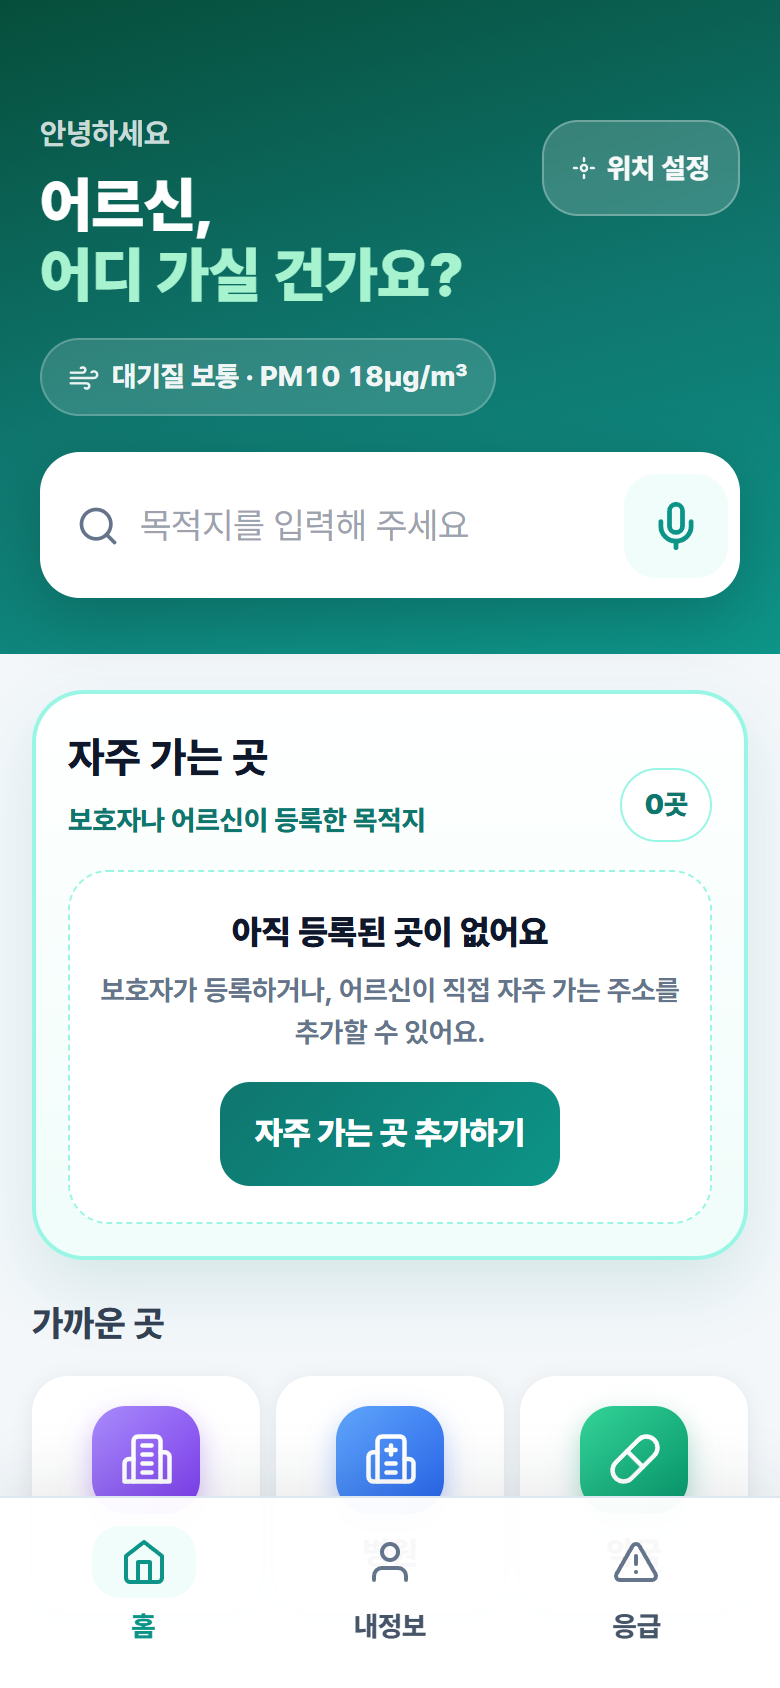 안녕하세요
위치 설정
어르신,
어디 가실 건가요?
대기질 보통 · PM10 18µg/m³
목적지를 입력해 주세요
자주 가는 곳
보호자나 어르신이 등록한 목적지
0곳
아직 등록된 곳이 없어요
보호자가 등록하거나, 어르신이 직접 자주 가는 주소를
추가할 수 있어요.
자주 가는 곳 추가하기
가까운 곳
홈
내정보
응급